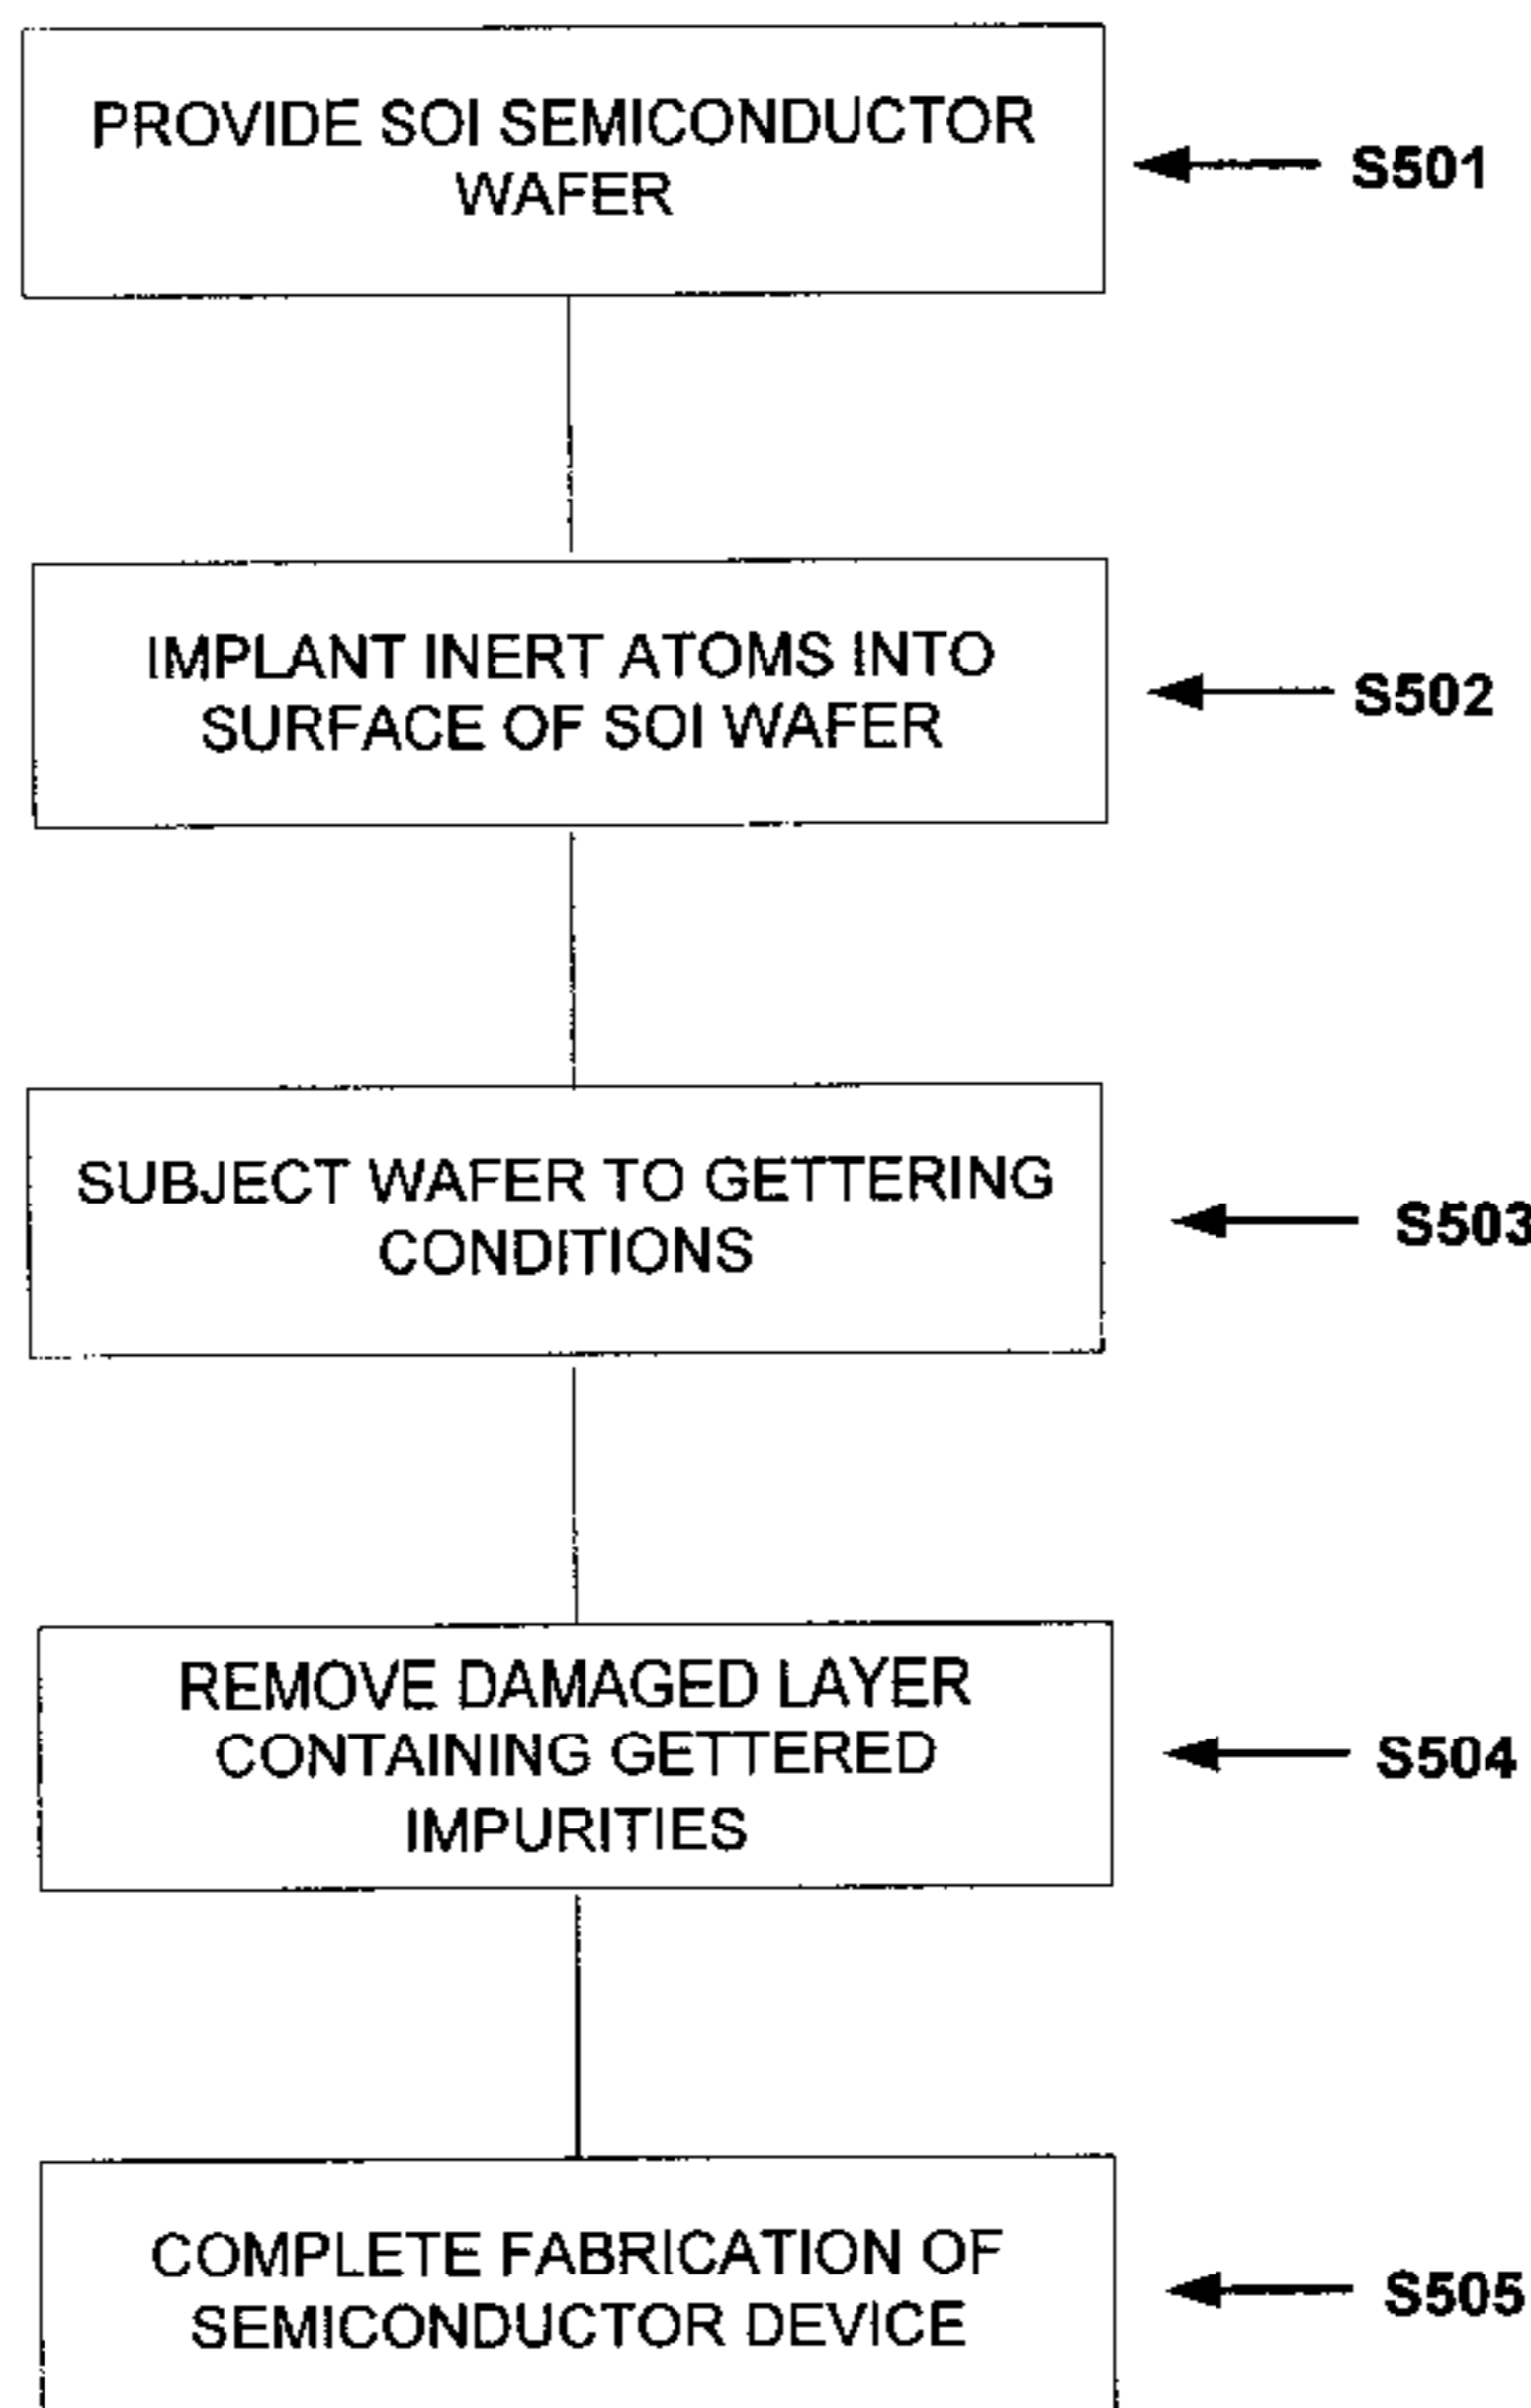 PROVIDE SOI SEMICONDUCTOR
WAFER
S501
IMPLANT INERT ATOMS INTO
SURFACE OF SOI WAFER
S502
SUBJECT WAFER TO GETTERING
CONDITIONS
S503
REMOVE DAMAGED LAYER
CONTAINING GETTERED
IMPURITIES
S504
COMPLETE FABRICATION OF
SEMICONDUCTOR DEVICE
S505